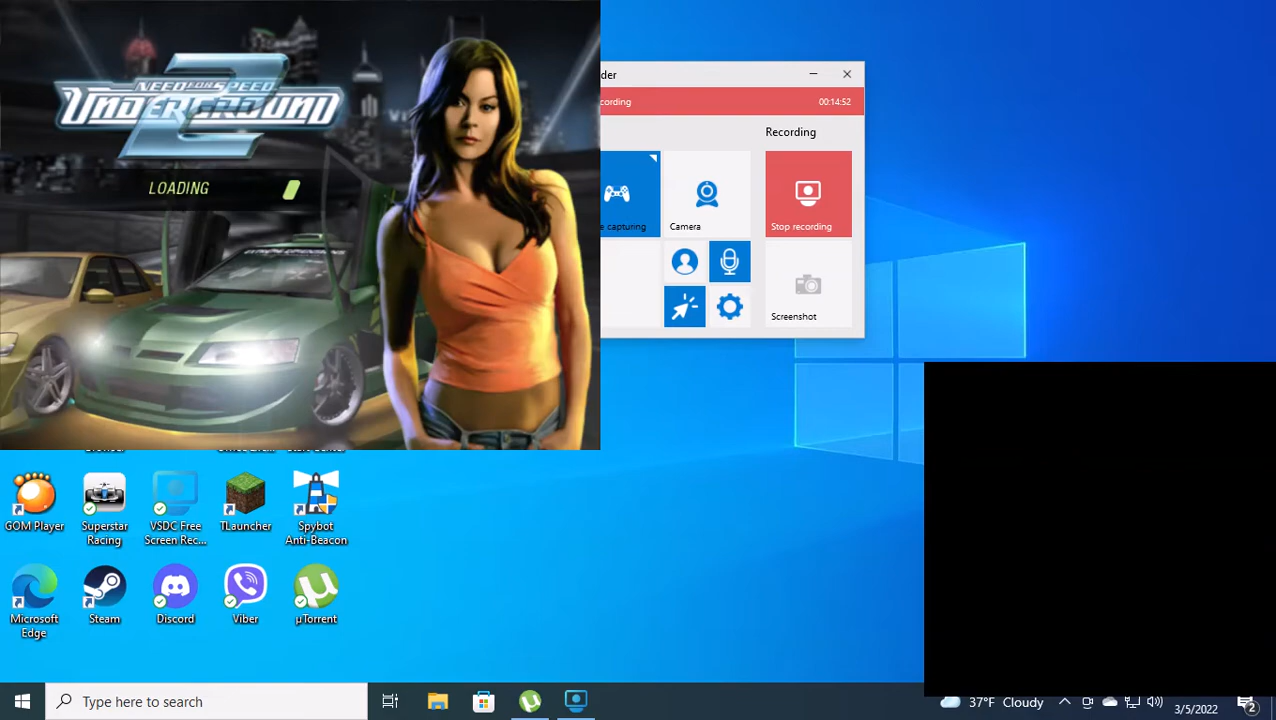 NEED FOR SPEED
UNDERGROUND
2
LOADING
der
cording
00:14:52
Recording
e capturing
Camera
Stop recording
Screenshot
GOM Player
Superstar Racing
VSDC Free Screen Rec...
TLauncher
Spybot Anti-Beacon
Microsoft Edge
Steam
Discord
Viber
µTorrent
Type here to search
37°F Cloudy
3/5/2022
2